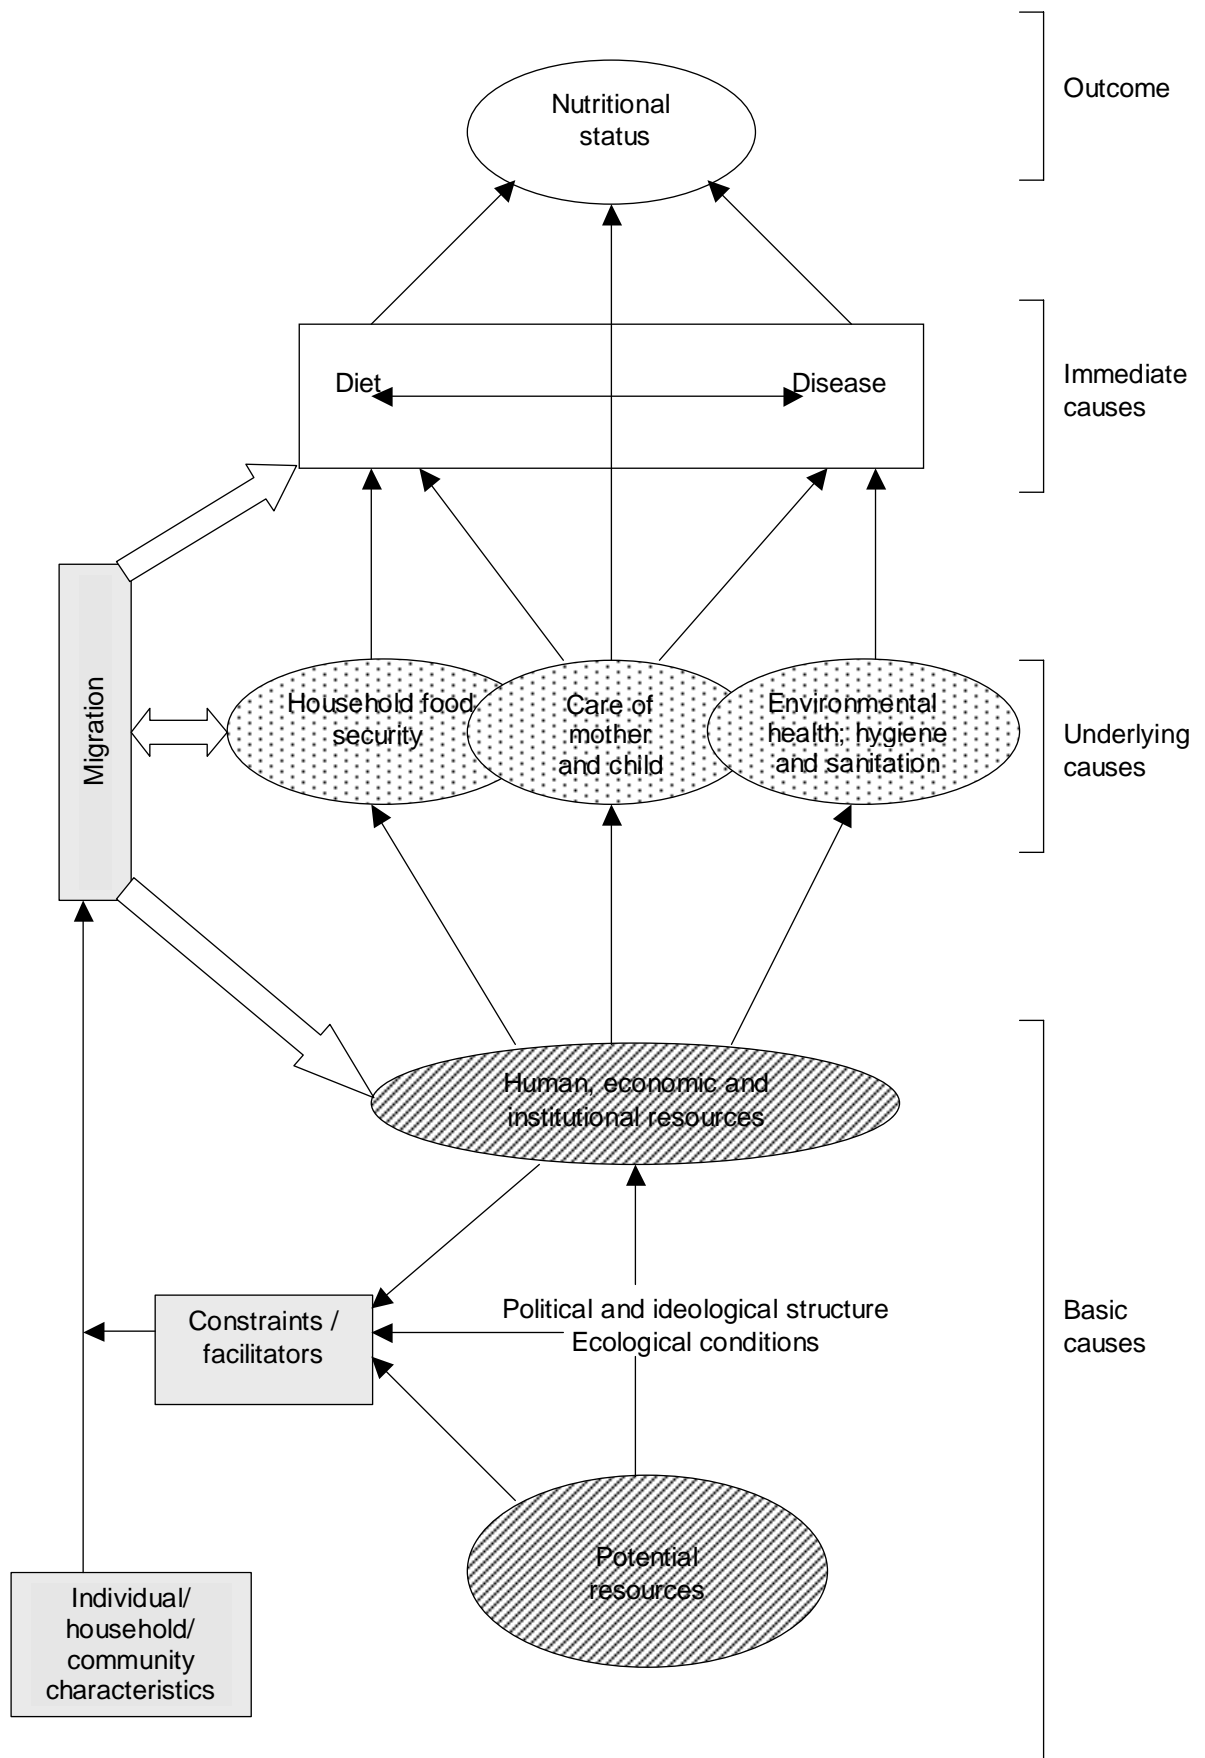 Outcome
Nutritional
status
Immediate
causes
Diet
Disease
Migration
Household food
security
Care of
mother
and child
Environmental
health; hygiene
and sanitation
Underlying
causes
Human, economic and
institutional resources
Constraints /
facilitators
Political and ideological structure
Ecological conditions
Basic
causes
Potential
resources
Individual/
household/
community
characteristics